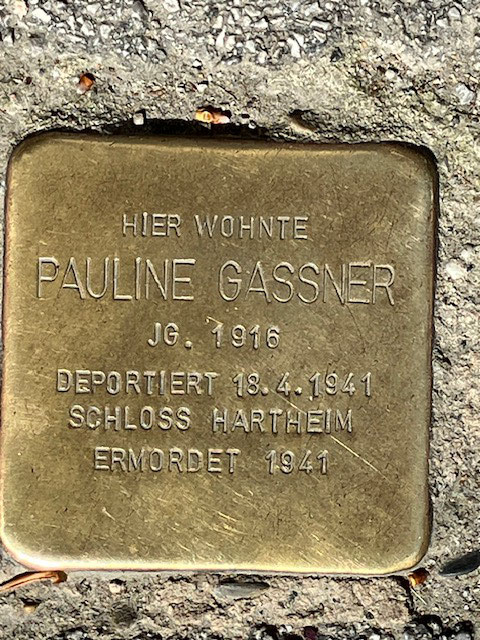 HIER WOHNTE
PAULINE GASSNER
JG. 1916
DEPORTIERT 18.4.1941
SCHLOSS HARTHEIM
ERMORDET 1941